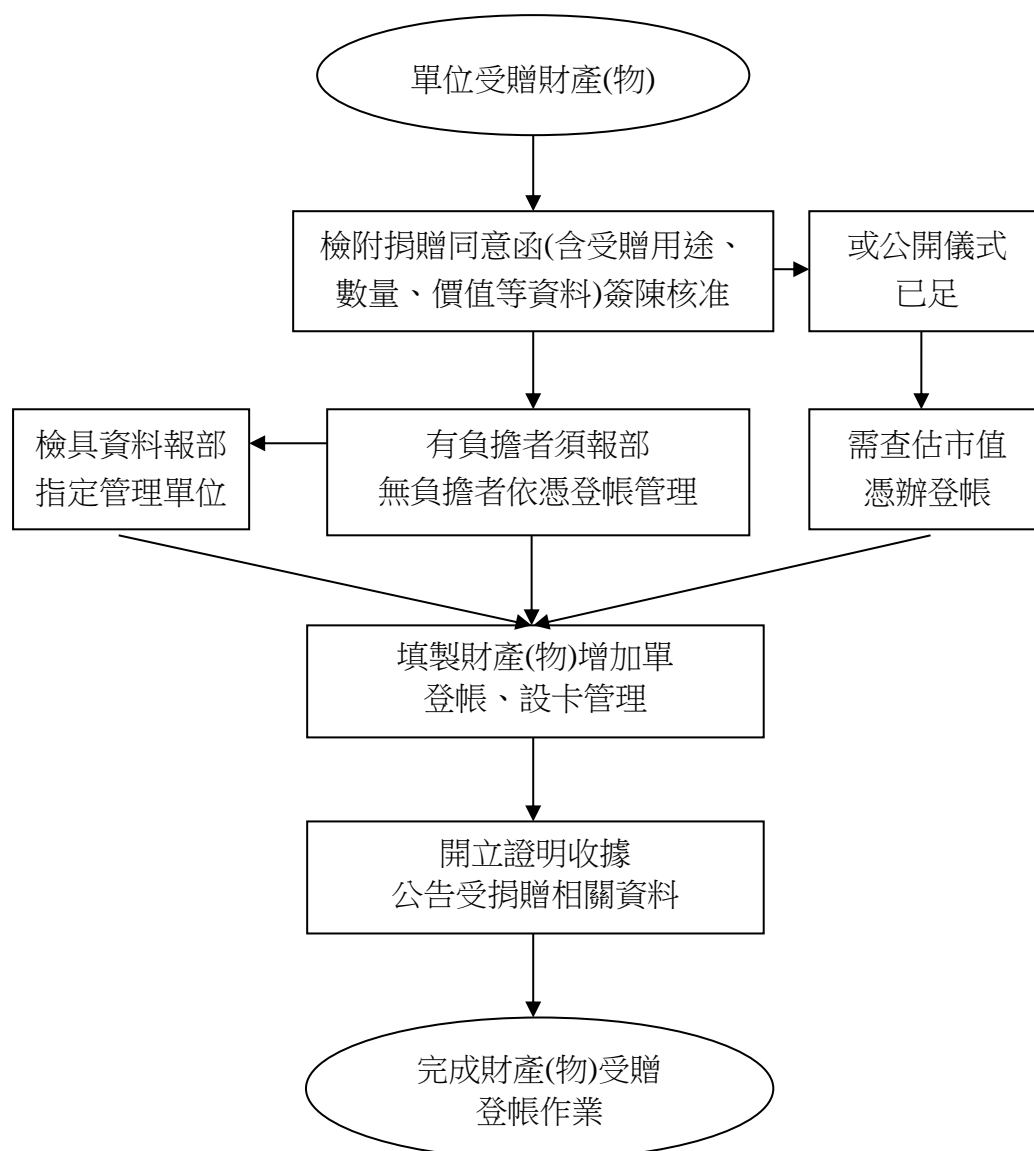 單位受贈財產(物)
檢附捐贈同意函(含受贈用途、
數量、價值等資料)簽陳核准
或公開儀式
已足
檢具資料報部
指定管理單位
有負擔者須報部
無負擔者依憑登帳管理
需查估市值
憑辦登帳
填製財產(物)增加單
登帳、設卡管理
開立證明收據
公告受捐贈相關資料
完成財產(物)受贈
登帳作業